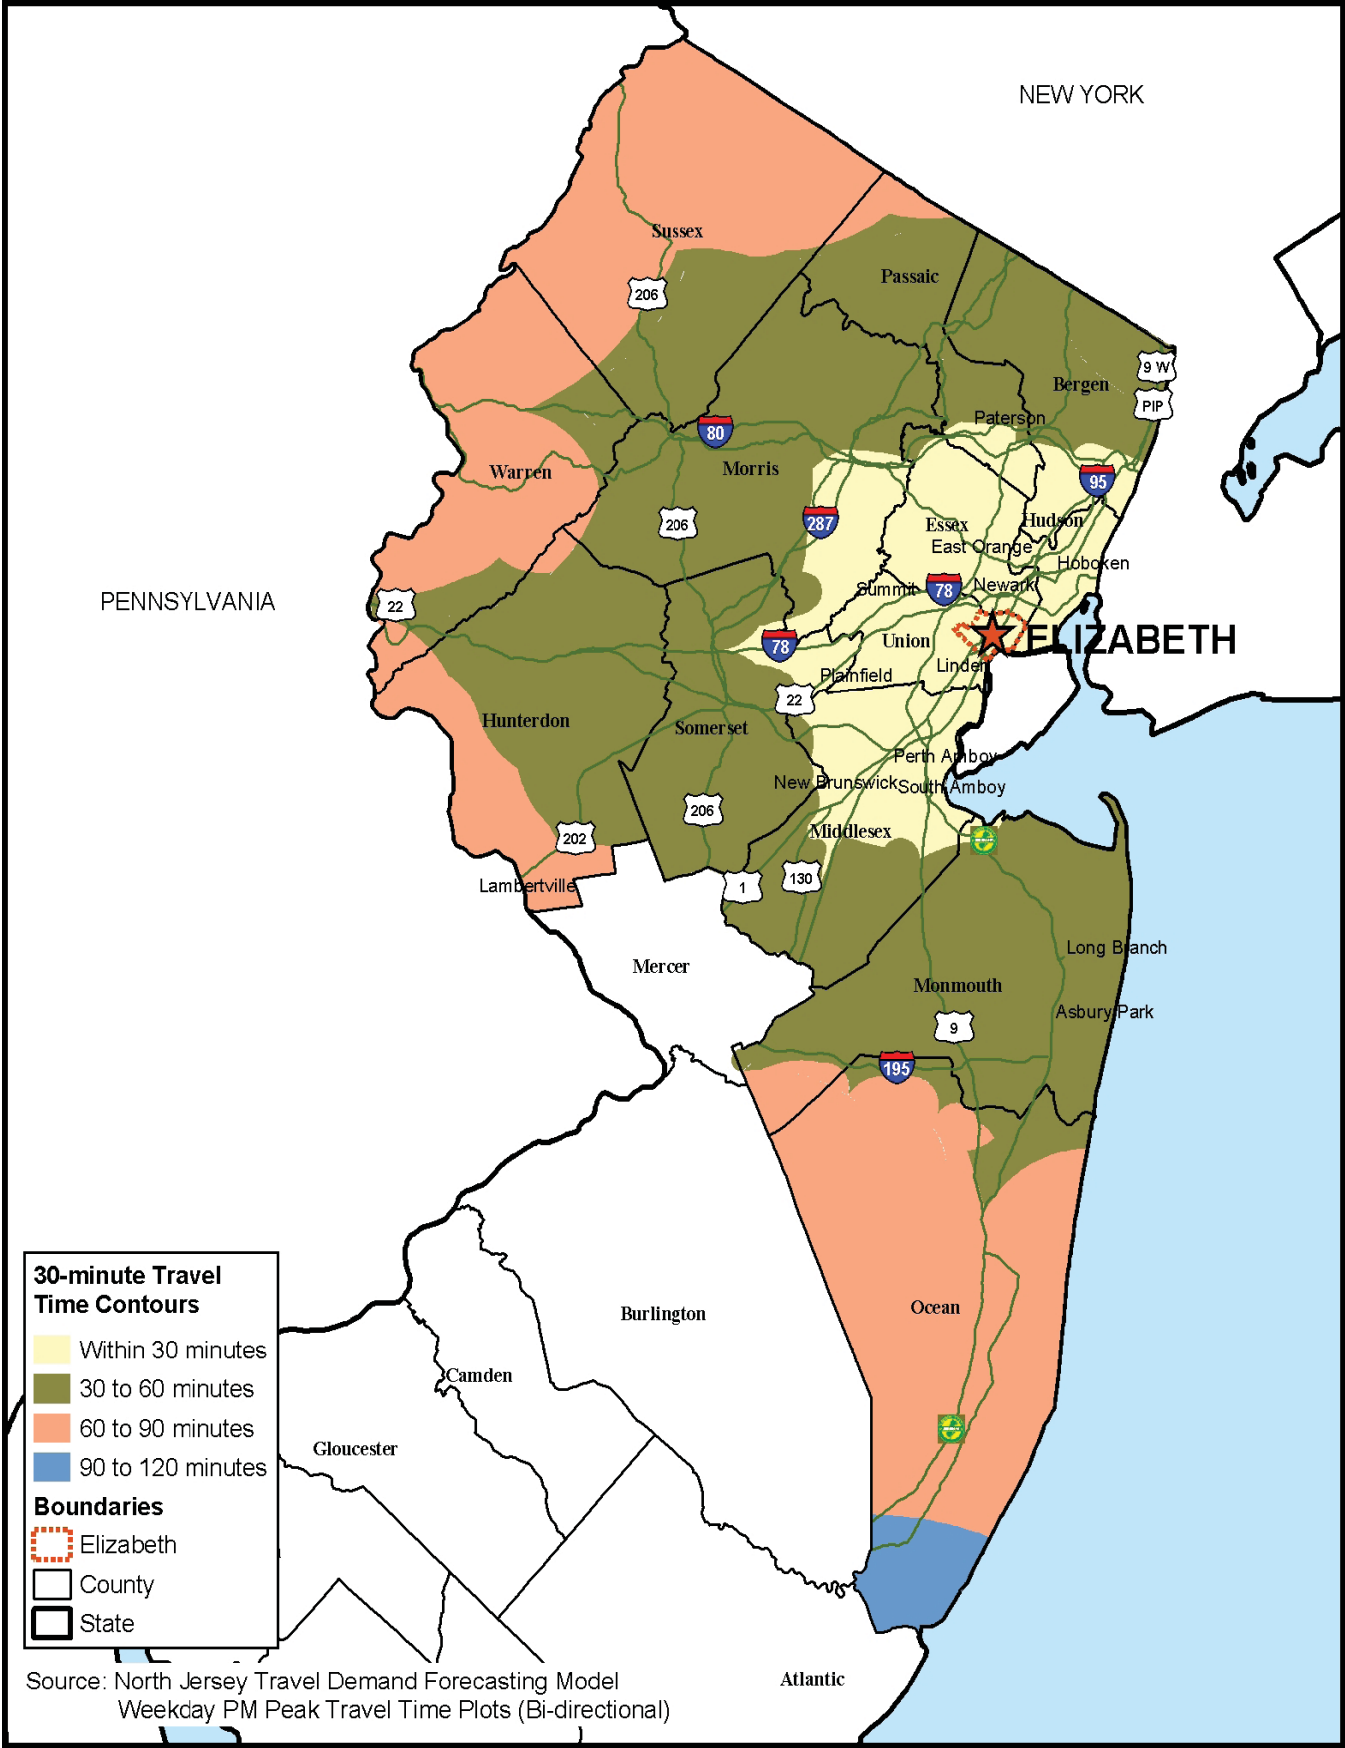 NEW YORK
Sussex
Passaic
206
9 W
Bergen
PIP
Paterson
80
Morris
Warren
95
206
287
Essex
Hudson
East Orange
Hoboken
PENNSYLVANIA
22
Summit
78
Newark
ELIZABETH
78
Union
Linden
Plainfield
22
Hunterdon
Somerset
Perth Amboy
New Brunswick
South Amboy
206
202
Middlesex
Lambertville
1
130
Long Branch
Mercer
Monmouth
Asbury Park
9
195
30-minute Travel
Time Contours
Within 30 minutes
30 to 60 minutes
60 to 90 minutes
90 to 120 minutes
Boundaries
Elizabeth
County
State
Ocean
Burlington
Camden
Gloucester
Atlantic
Source: North Jersey Travel Demand Forecasting Model
Weekday PM Peak Travel Time Plots (Bi-directional)